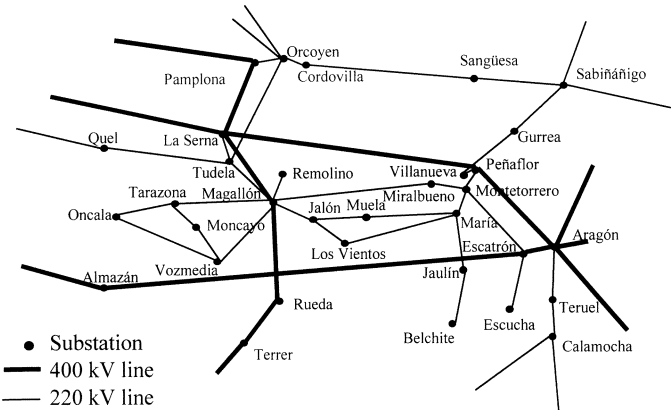 Orcoyen
Cordovilla
Pamplona
Sangüesa
Sabiñáñigo
Gurrea
La Serna
Quel
Tudela
Remolino
Villanueva
Peñaflor
Miralbueno
Montetorrero
Tarazona
Magallón
Oncala
Moncayo
Jalón
Muela
María
Los Vientos
Escatrón
Aragón
Vozmedia
Almazán
Jaulín
Rueda
Terrer
Belchite
Escucha
Teruel
Calamocha
Substation
400 kV line
220 kV line